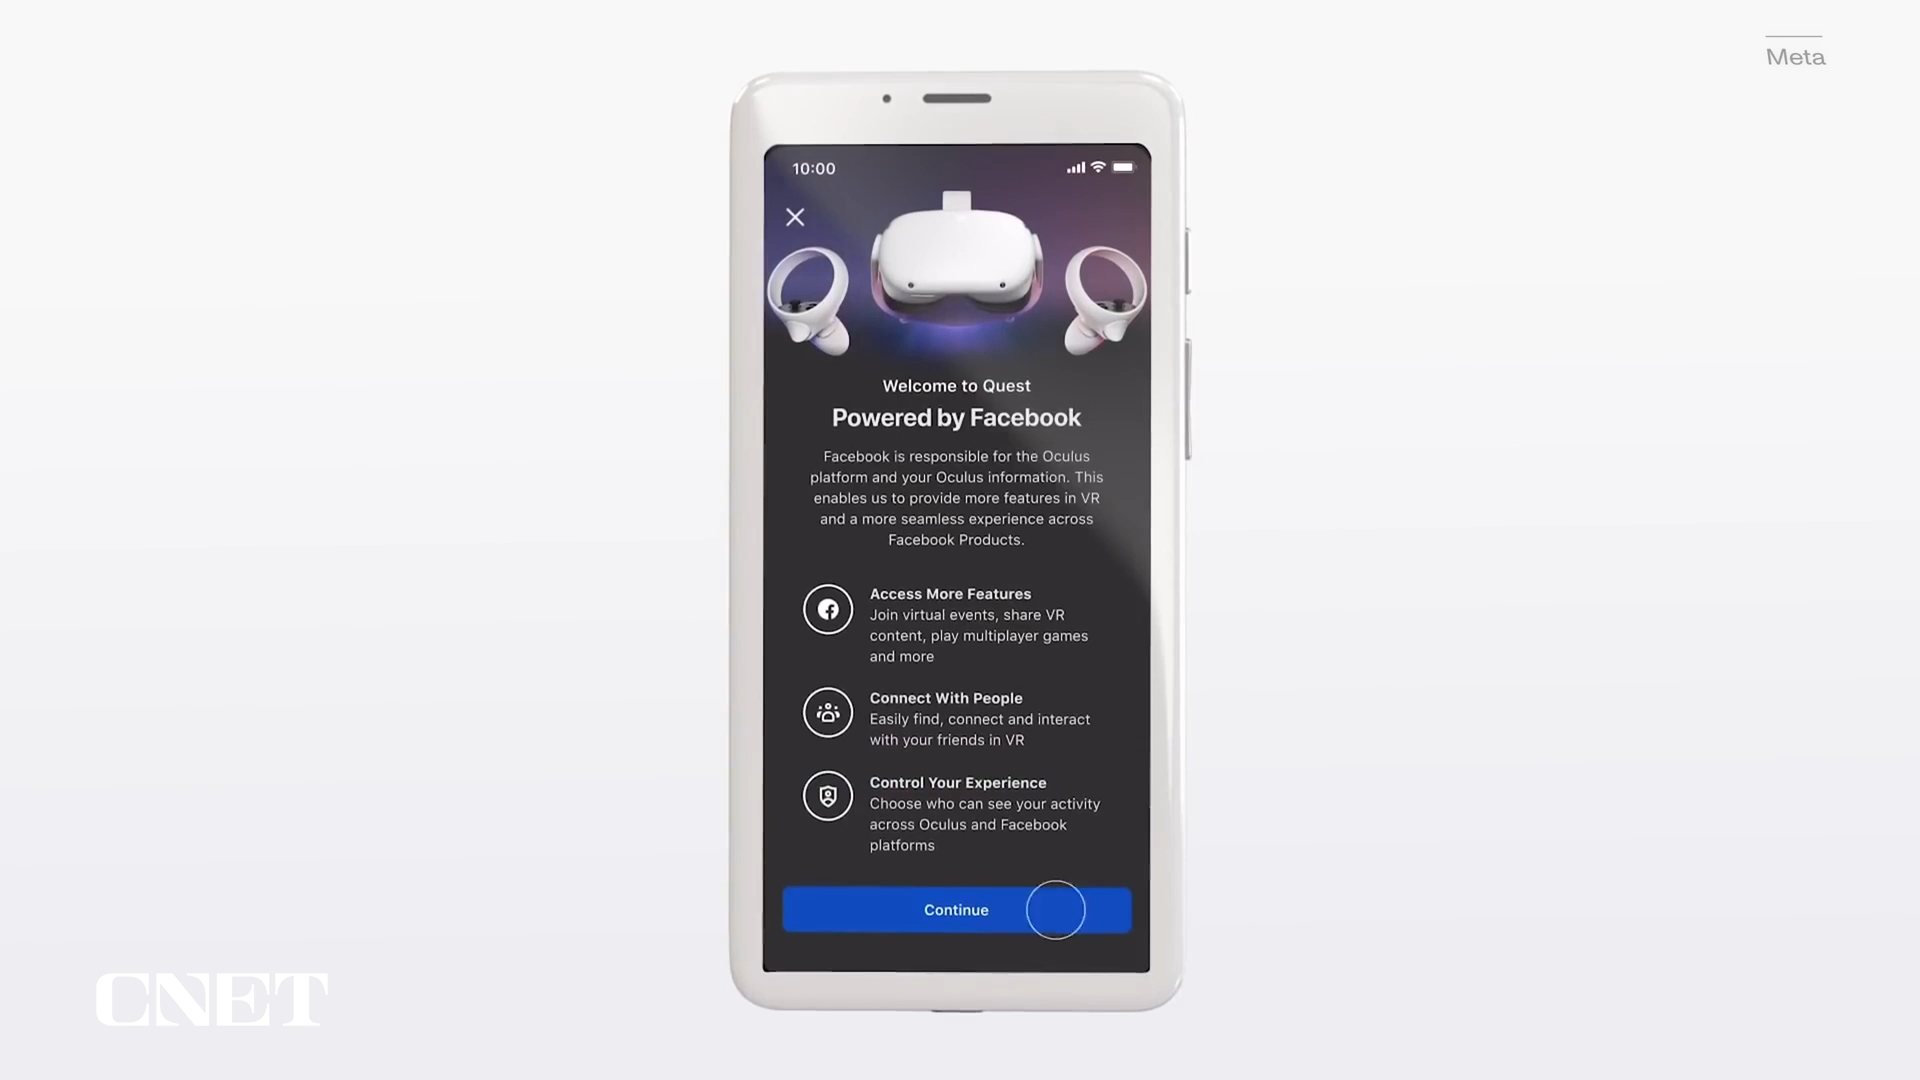 Meta
10:00
Welcome to Quest
Powered by Facebook
Facebook is responsible for the Oculus
platform and your Oculus information. This
enables us to provide more features in VR
and a more seamless experience across
Facebook Products.
Access More Features
Join virtual events, share VR
content, play multiplayer games
and more
Connect With People
Easily find, connect and interact
with your friends in VR
Control Your Experience
Choose who can see your activity
across Oculus and Facebook
platforms
Continue
CNET